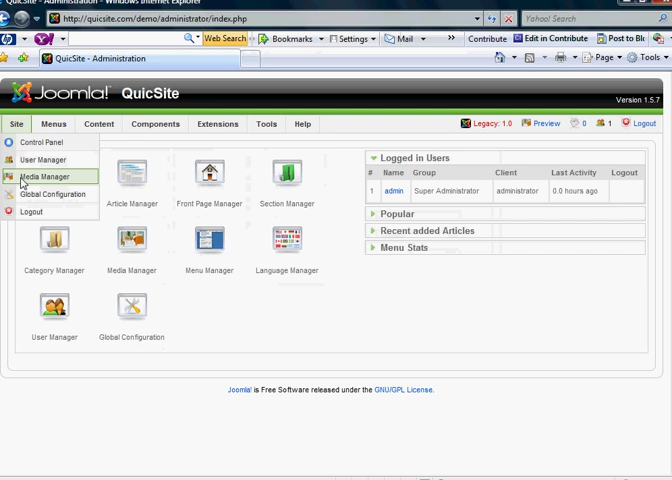 QuicSite - Administration - Windows Internet Explorer
http://quicsite.com/demo/administrator/index.php
Yahoo! Search
hp Y! Web Search Bookmarks Settings Mail >> Contribute Edit in Contribute Post to Blo
QuicSite - Administration
Page Tools
Joomla! QuicSite
Version 1.5.7
Site Menus Content Components Extensions Tools Help
Legacy: 1.0 Preview 0 1 Logout
Control Panel
User Manager
Media Manager
Global Configuration
Logout
Article Manager Front Page Manager Section Manager
Category Manager Media Manager Menu Manager Language Manager
User Manager Global Configuration
Logged in Users
# Name Group Client Last Activity Logout
1 admin Super Administrator administrator 0.0 hours ago
Popular
Recent added Articles
Menu Stats
Joomla! is Free Software released under the GNU/GPL License.